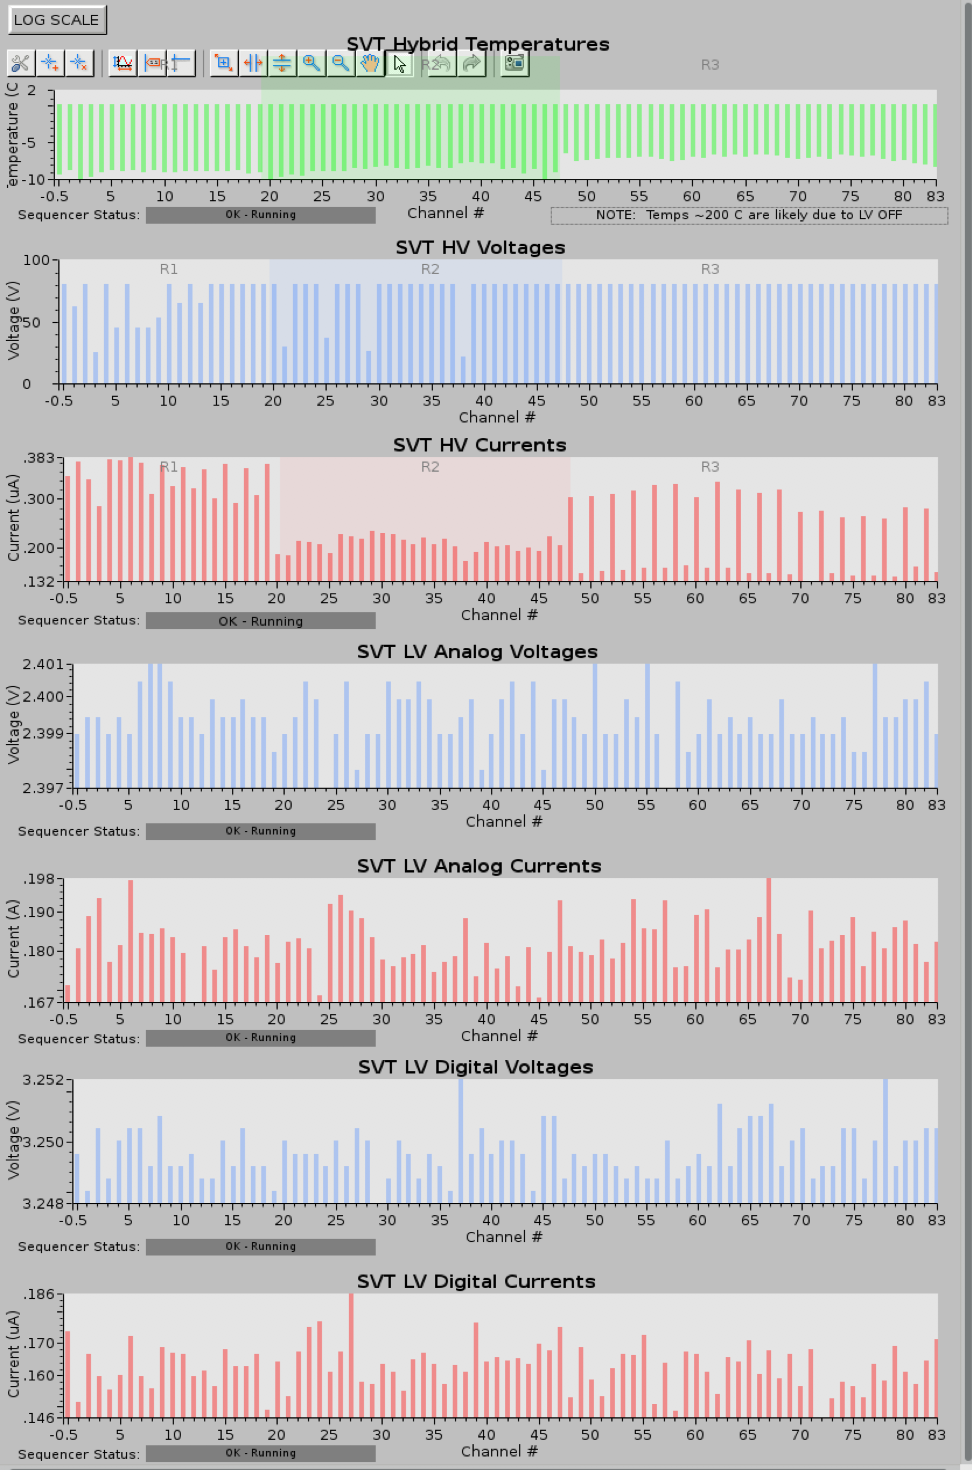 LOG SCALE
SVT Hybrid Temperatures
R2
R3
2
-5
-10
-0.5 5 10 15 20 25 30 35 40 45 50 55 60 65 70 75 80 83
Sequencer Status: OK - Running
Channel #
NOTE: Temps ~200 C are likely due to LV OFF
SVT HV Voltages
R1 R2 R3
Voltage (V)
100
50
0
-0.5 5 10 15 20 25 30 35 40 45 50 55 60 65 70 75 80 83
Channel #
SVT HV Currents
R1 R2 R3
Current (uA)
.383
.300
.200
.132
-0.5 5 10 15 20 25 30 35 40 45 50 55 60 65 70 75 80 83
Channel #
Sequencer Status: OK - Running
SVT LV Analog Voltages
Voltage (V)
2.401
2.400
2.399
2.397
-0.5 5 10 15 20 25 30 35 40 45 50 55 60 65 70 75 80 83
Channel #
Sequencer Status: OK - Running
SVT LV Analog Currents
Current (A)
.198
.190
.180
.167
-0.5 5 10 15 20 25 30 35 40 45 50 55 60 65 70 75 80 83
Channel #
Sequencer Status: OK - Running
SVT LV Digital Voltages
Voltage (V)
3.252
3.250
3.248
-0.5 5 10 15 20 25 30 35 40 45 50 55 60 65 70 75 80 83
Channel #
Sequencer Status: OK - Running
SVT LV Digital Currents
Current (uA)
.186
.170
.160
.146
-0.5 5 10 15 20 25 30 35 40 45 50 55 60 65 70 75 80 83
Channel #
Sequencer Status: OK - Running